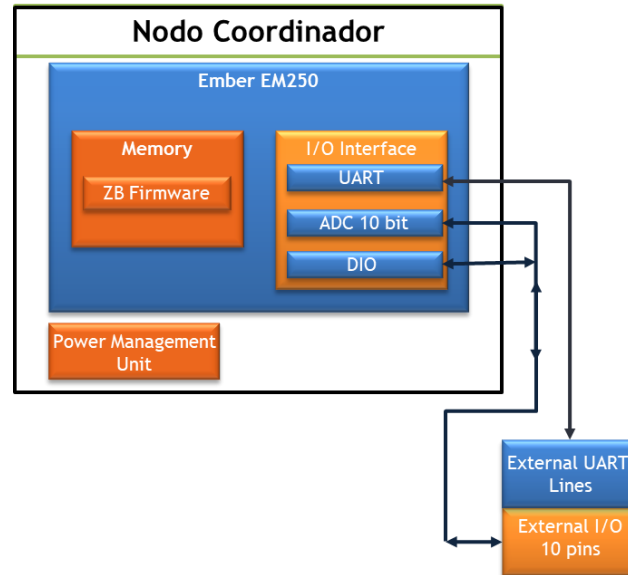 Nodo Coordinador
Ember EM250
Memory
ZB Firmware
I/O Interface
UART
ADC 10 bit
DIO
Power Management
Unit
External UART
Lines
External I/O
10 pins